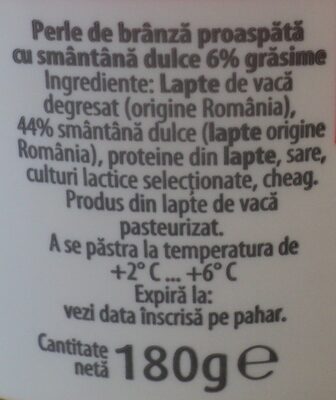 Perle de brânză proaspătă
cu smântână dulce 6% grăsime
Ingrediente: Lapte de vacă
degresat (origine România),
44% smântână dulce (lapte origine
România), proteine din lapte, sare,
culturi lactice selecționate, cheag.
Produs din lapte de vacă
pasteurizat.
A se păstra la temperatura de
+2° C ... +6° C
Expiră la:
vezi data înscrisă pe pahar.
Cantitate
netă 180g e